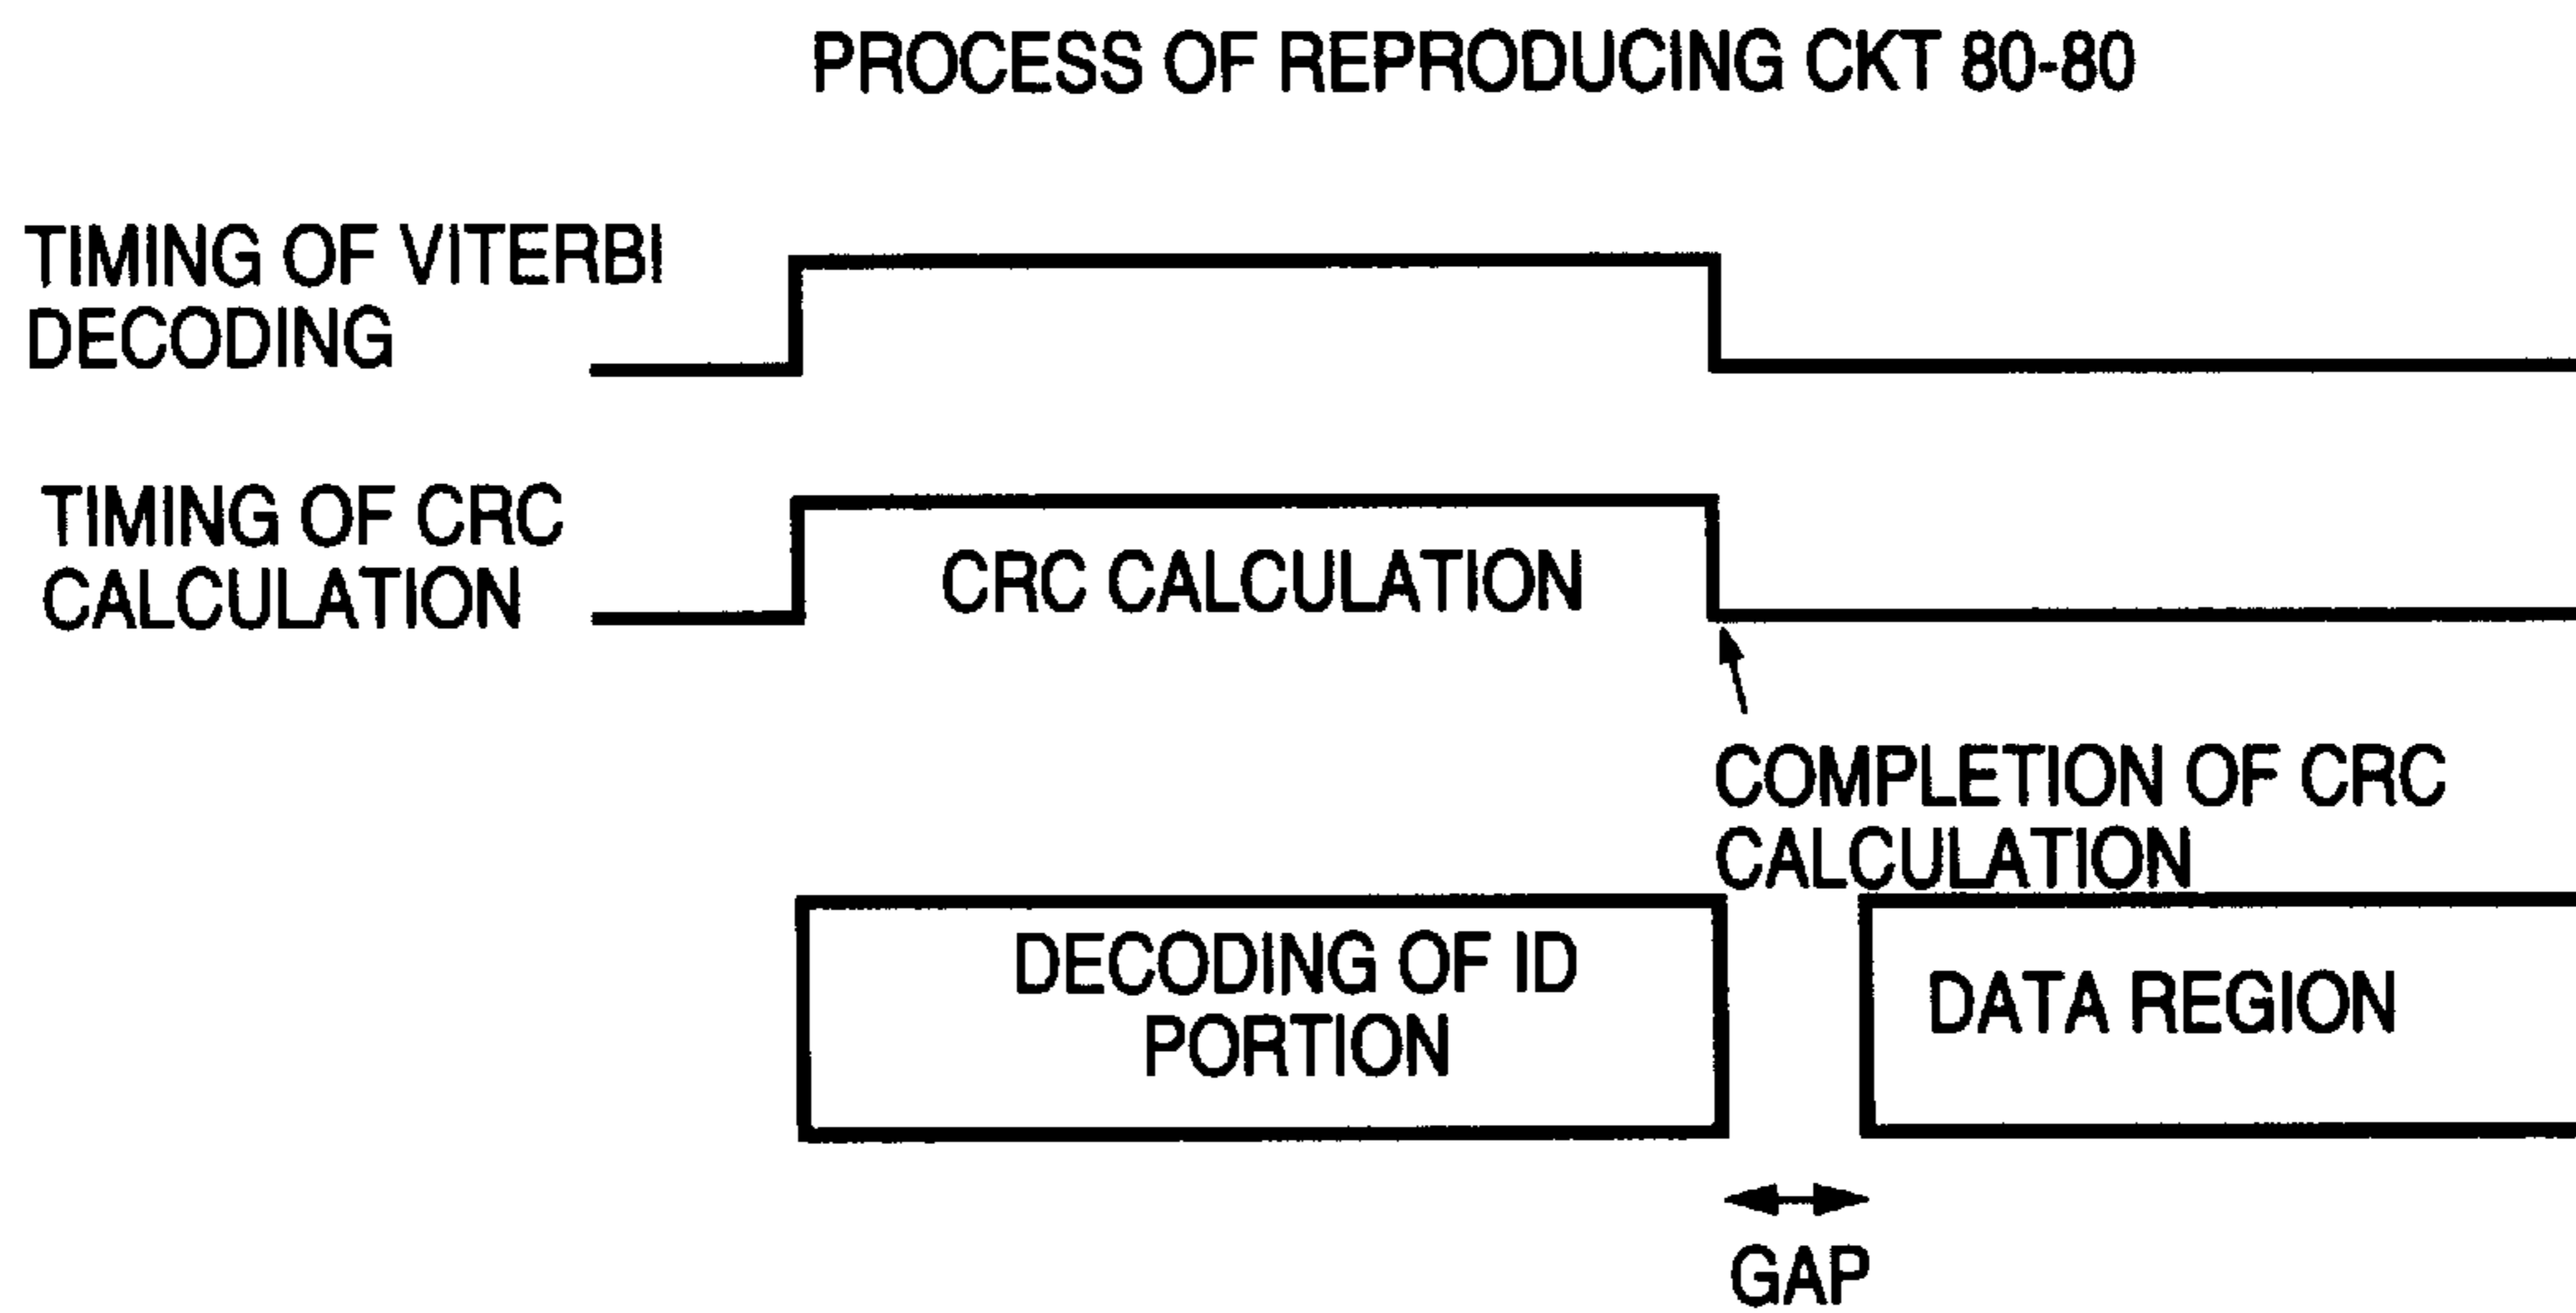 PROCESS OF REPRODUCING CKT 80-80
TIMING OF VITERBI
DECODING
TIMING OF CRC
CALCULATION
CRC CALCULATION
COMPLETION OF CRC
CALCULATION
DECODING OF ID
PORTION
DATA REGION
GAP